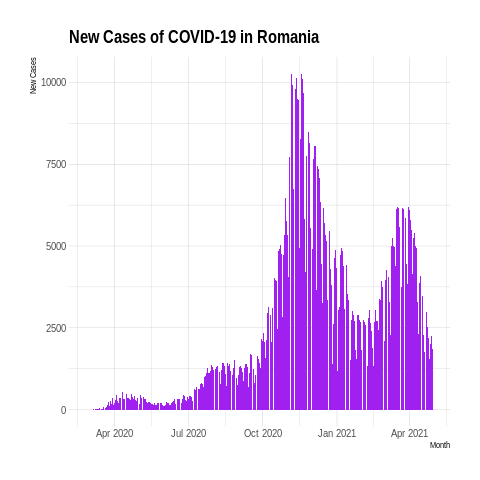 New Cases of COVID-19 in Romania
New Cases
10000
7500
5000
2500
0
Apr 2020 Jul 2020 Oct 2020 Jan 2021 Apr 2021
Month